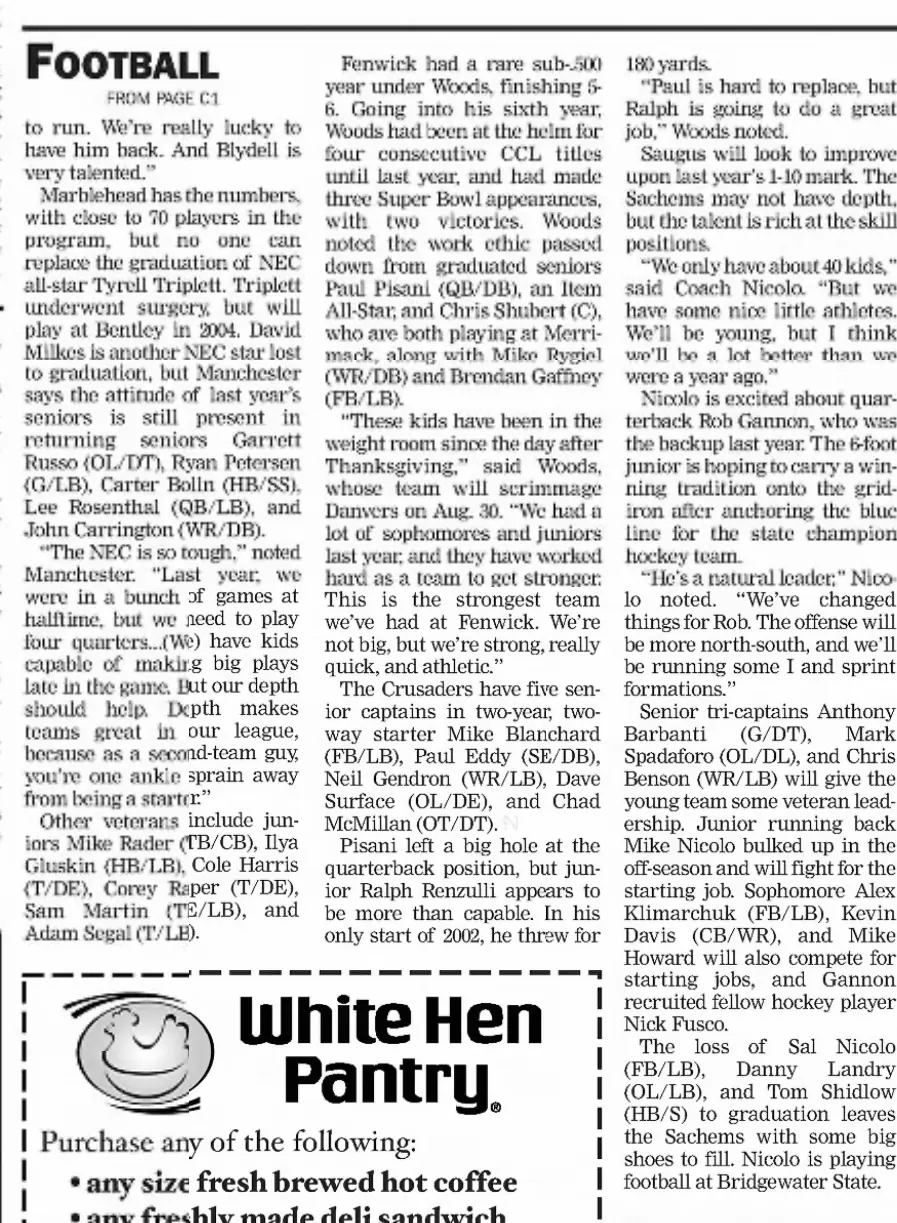 FOOTBALL
FROM PAGE C1
to run. We're really lucky to
have him back. And Blydell is
very talented."
Marblehead has the numbers,
with close to 70 players in the
program, but no one can
replace the graduation of NEC
all-star Tyrell Triplett. Triplett
underwent surgery, but will
play at Bentley in 2004. David
Milkes is another NEC star lost
to graduation, but Manchester
says the attitude of last year's
seniors is still present in
returning seniors Garrett
Russo (OL/DT), Ryan Petersen
(G/LB), Carter Bolln (HB/SS),
Lee Rosenthal (QB/LB), and
John Carrington (WR/DB).
"The NEC is so tough," noted
Manchester. "Last year, we
were in a bunch of games at
halftime, but we need to play
four quarters...(We) have kids
capable of making big plays
late in the game. But our depth
should help. Depth makes
teams great in our league,
because as a second-team guy,
you're one ankle sprain away
from being a starter."
Other veterans include jun-
iors Mike Rader (TB/CB), Ilya
Gluskin (HB/LB), Cole Harris
(T/DE), Corey Raper (T/DE),
Sam Martin (TE/LB), and
Adam Segal (T/LB).
Fenwick had a rare sub-.500
year under Woods, finishing 5-
6. Going into his sixth year,
Woods had been at the helm for
four consecutive CCL titles
until last year, and had made
three Super Bowl appearances,
with two victories. Woods
noted the work ethic passed
down from graduated seniors
Paul Pisani (QB/DB), an Item
All-Star, and Chris Shubert (C),
who are both playing at Merri-
mack, along with Mike Rygiel
(WR/DB) and Brendan Gaffney
(FB/LB).
"These kids have been in the
weight room since the day after
Thanksgiving," said Woods,
whose team will scrimmage
Danvers on Aug. 30. "We had a
lot of sophomores and juniors
last year, and they have worked
hard as a team to get stronger.
This is the strongest team
we've had at Fenwick. We're
not big, but we're strong, really
quick, and athletic."
The Crusaders have five sen-
ior captains in two-year, two-
way starter Mike Blanchard
(FB/LB), Paul Eddy (SE/DB),
Neil Gendron (WR/LB), Dave
Surface (OL/DE), and Chad
McMillan (OT/DT).
Pisani left a big hole at the
quarterback position, but jun-
ior Ralph Renzulli appears to
be more than capable. In his
only start of 2002, he threw for
180 yards.
"Paul is hard to replace, but
Ralph is going to do a great
job," Woods noted.
Saugus will look to improve
upon last year's 1-10 mark. The
Sachems may not have depth,
but the talent is rich at the skill
positions.
"We only have about 40 kids,"
said Coach Nicolo. "But we
have some nice little athletes.
We'll be young, but I think
we'll be a lot better than we
were a year ago."
Nicolo is excited about quar-
terback Rob Gannon, who was
the backup last year. The 6-foot
junior is hoping to carry a win-
ning tradition onto the grid-
iron after anchoring the blue
line for the state champion
hockey team.
"He's a natural leader," Nico-
lo noted. "We've changed
things for Rob. The offense will
be more north-south, and we'll
be running some I and sprint
formations."
Senior tri-captains Anthony
Barbanti (G/DT), Mark
Spadaforo (OL/DL), and Chris
Benson (WR/LB) will give the
young team some veteran lead-
ership. Junior running back
Mike Nicolo bulked up in the
off-season and will fight for the
starting job. Sophomore Alex
Klimarchuk (FB/LB), Kevin
Davis (CB/WR), and Mike
Howard will also compete for
starting jobs, and Gannon
recruited fellow hockey player
Nick Fusco.
The loss of Sal Nicolo
(FB/LB), Danny Landry
(OL/LB), and Tom Shidlow
(HB/S) to graduation leaves
the Sachems with some big
shoes to fill. Nicolo is playing
football at Bridgewater State.
White Hen
Pantry®
Purchase any of the following:
• any size fresh brewed hot coffee
• any freshly made deli sandwich